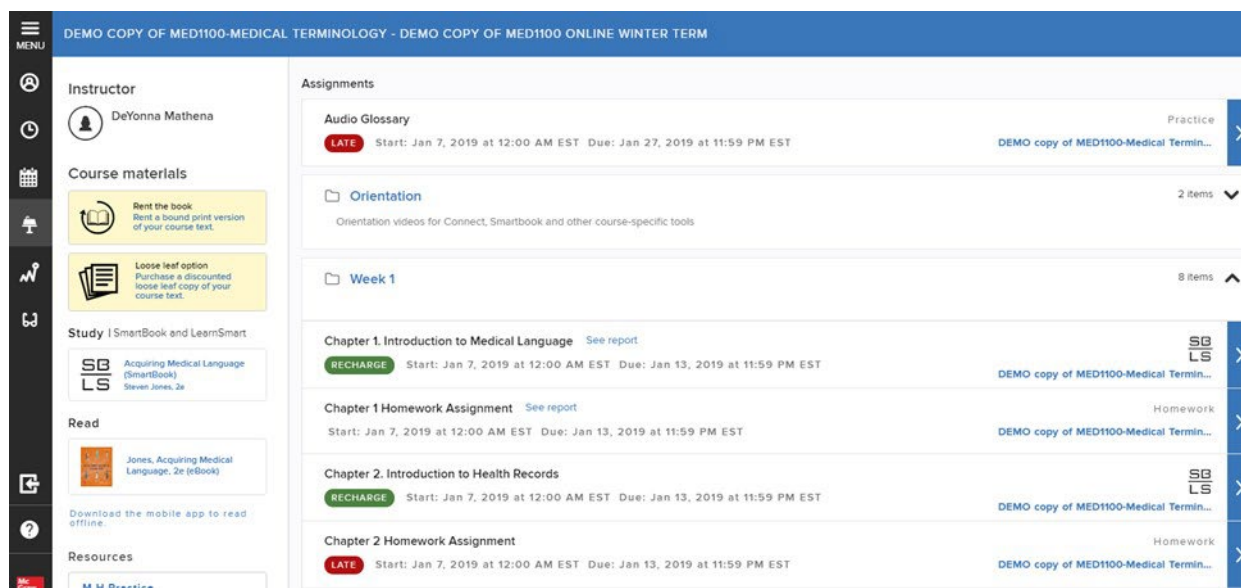 MENU
DEMO COPY OF MED1100-MEDICAL TERMINOLOGY - DEMO COPY OF MED1100 ONLINE WINTER TERM
Instructor
DeYonna Mathena
Course materials
Rent the book
Rent a bound print version
of your course text.
Loose leaf option
Purchase a discounted
loose leaf copy of your
course text.
Study | SmartBook and LearnSmart
SB
LS
Acquiring Medical Language
(SmartBook)
Steven Jones, 2e
Read
Jones, Acquiring Medical
Language, 2e (eBook)
Download the mobile app to read
offline.
Resources
Mc
Assignments
Audio Glossary
Practice
LATE Start: Jan 7, 2019 at 12:00 AM EST Due: Jan 27, 2019 at 11:59 PM EST
DEMO copy of MED1100-Medical Termin...
Orientation
2 items
Orientation videos for Connect, Smartbook and other course-specific tools
Week 1
8 items
Chapter 1. Introduction to Medical Language See report
SB
LS
RECHARGE Start: Jan 7, 2019 at 12:00 AM EST Due: Jan 13, 2019 at 11:59 PM EST
DEMO copy of MED1100-Medical Termin...
Chapter 1 Homework Assignment See report
Homework
Start: Jan 7, 2019 at 12:00 AM EST Due: Jan 13, 2019 at 11:59 PM EST
DEMO copy of MED1100-Medical Termin...
Chapter 2. Introduction to Health Records
SB
LS
RECHARGE Start: Jan 7, 2019 at 12:00 AM EST Due: Jan 13, 2019 at 11:59 PM EST
DEMO copy of MED1100-Medical Termin...
Chapter 2 Homework Assignment
Homework
LATE Start: Jan 7, 2019 at 12:00 AM EST Due: Jan 13, 2019 at 11:59 PM EST
DEMO copy of MED1100-Medical Termin...